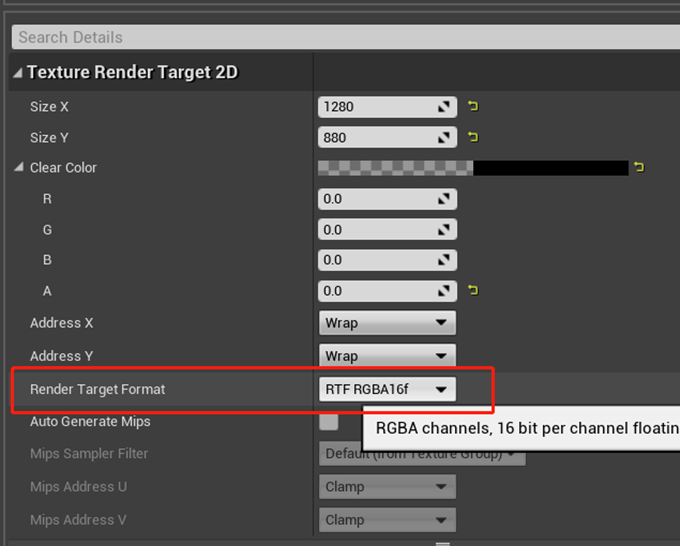 Search Details
Texture Render Target 2D
Size X 1280
Size Y 880
Clear Color
R 0.0
G 0.0
B 0.0
A 0.0
Address X Wrap
Address Y Wrap
Render Target Format RTF RGBA16f
Auto Generate Mips
RGBA channels, 16 bit per channel floatin
Mips Sampler Filter Default (from Texture Group)
Mips Address U Clamp
Mips Address V Clamp